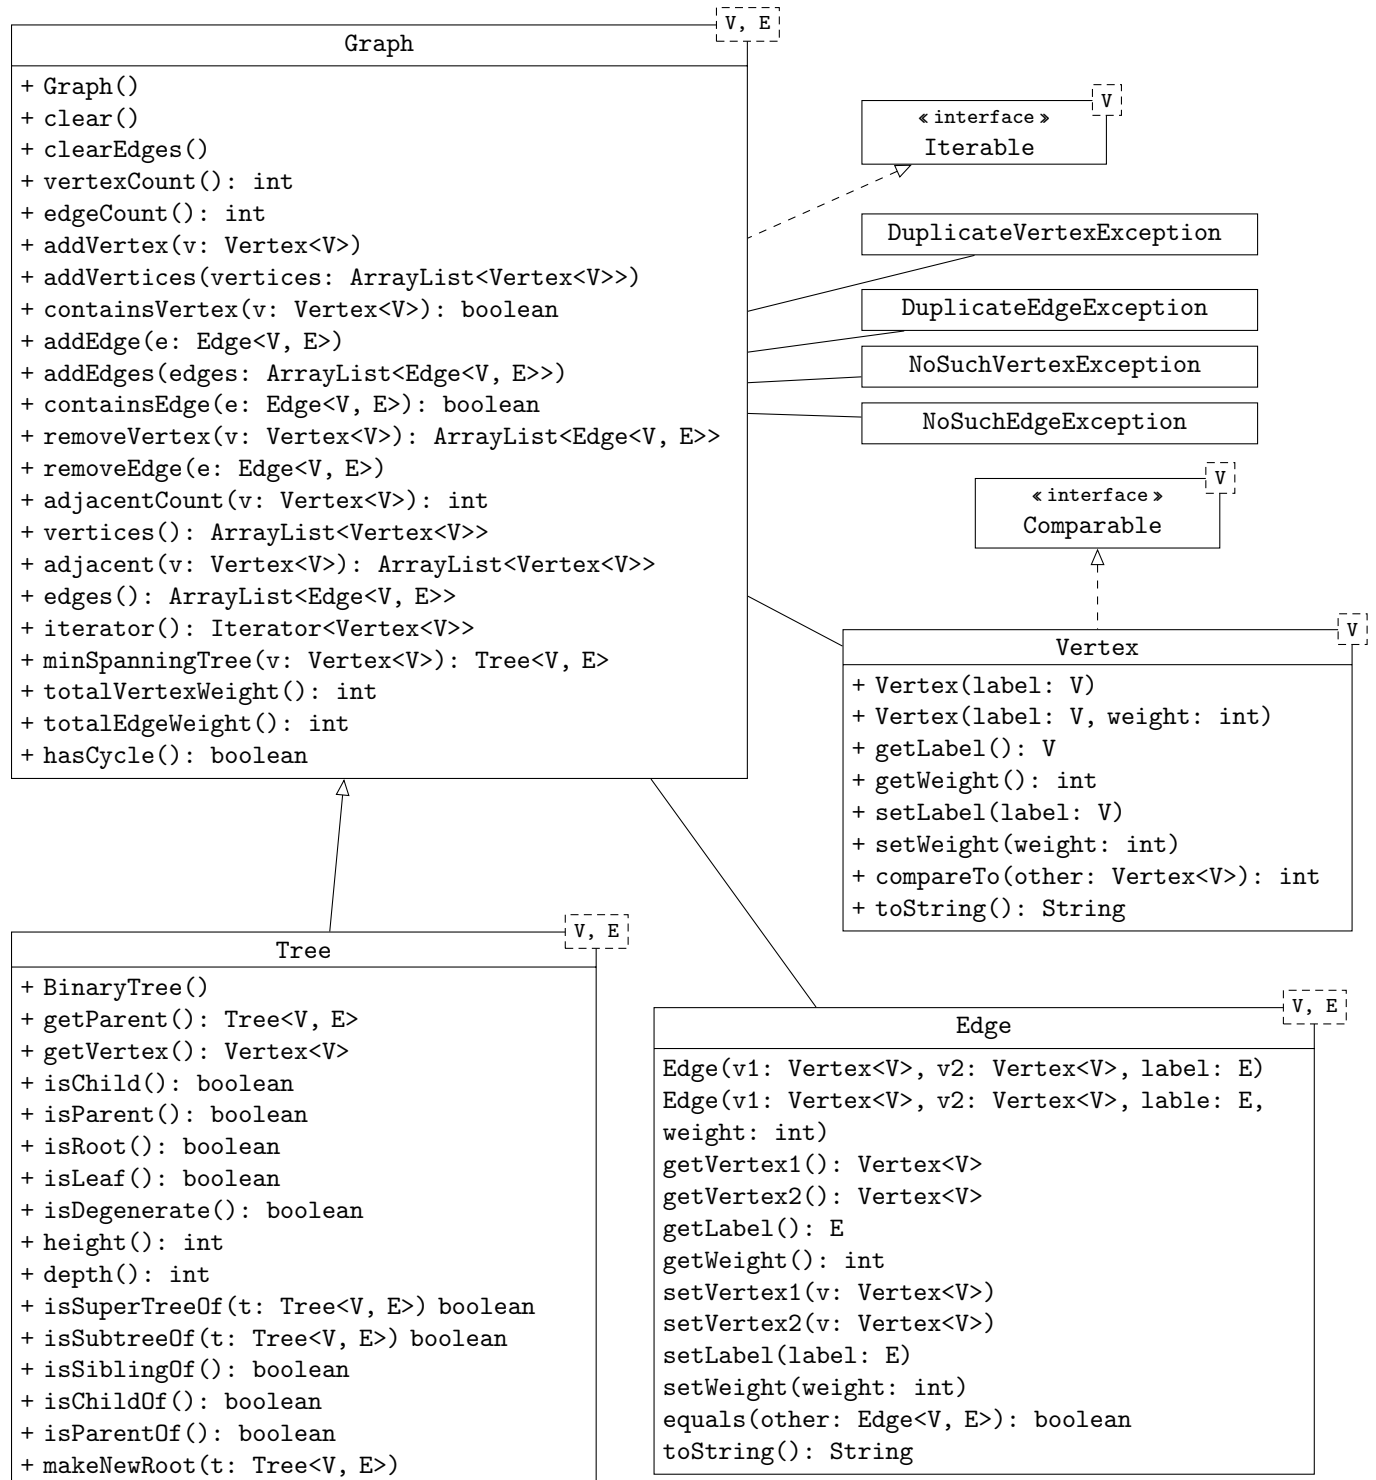 V, E
Graph
+ Graph()
+ clear()
+ clearEdges()
+ vertexCount(): int
+ edgeCount(): int
+ addVertex(v: Vertex<V>)
+ addVertices(vertices: ArrayList<Vertex<V>>)
+ containsVertex(v: Vertex<V>): boolean
+ addEdge(e: Edge<V, E>)
+ addEdges(edges: ArrayList<Edge<V, E>>)
+ containsEdge(e: Edge<V, E>): boolean
+ removeVertex(v: Vertex<V>): ArrayList<Edge<V, E>>
+ removeEdge(e: Edge<V, E>)
+ adjacentCount(v: Vertex<V>): int
+ vertices(): ArrayList<Vertex<V>>
+ adjacent(v: Vertex<V>): ArrayList<Vertex<V>>
+ edges(): ArrayList<Edge<V, E>>
+ iterator(): Iterator<Vertex<V>>
+ minSpanningTree(v: Vertex<V>): Tree<V, E>
+ totalVertexWeight(): int
+ totalEdgeWeight(): int
+ hasCycle(): boolean
V
« interface »
Iterable
DuplicateVertexException
DuplicateEdgeException
NoSuchVertexException
NoSuchEdgeException
V
« interface »
Comparable
V
Vertex
+ Vertex(label: V)
+ Vertex(label: V, weight: int)
+ getLabel(): V
+ getWeight(): int
+ setLabel(label: V)
+ setWeight(weight: int)
+ compareTo(other: Vertex<V>): int
+ toString(): String
V, E
Tree
+ BinaryTree()
+ getParent(): Tree<V, E>
+ getVertex(): Vertex<V>
+ isChild(): boolean
+ isParent(): boolean
+ isRoot(): boolean
+ isLeaf(): boolean
+ isDegenerate(): boolean
+ height(): int
+ depth(): int
+ isSuperTreeOf(t: Tree<V, E>) boolean
+ isSubtreeOf(t: Tree<V, E>) boolean
+ isSiblingOf(): boolean
+ isChildOf(): boolean
+ isParentOf(): boolean
+ makeNewRoot(t: Tree<V, E>)
V, E
Edge
Edge(v1: Vertex<V>, v2: Vertex<V>, label: E)
Edge(v1: Vertex<V>, v2: Vertex<V>, lable: E,
weight: int)
getVertex1(): Vertex<V>
getVertex2(): Vertex<V>
getLabel(): E
getWeight(): int
setVertex1(v: Vertex<V>)
setVertex2(v: Vertex<V>)
setLabel(label: E)
setWeight(weight: int)
equals(other: Edge<V, E>): boolean
toString(): String